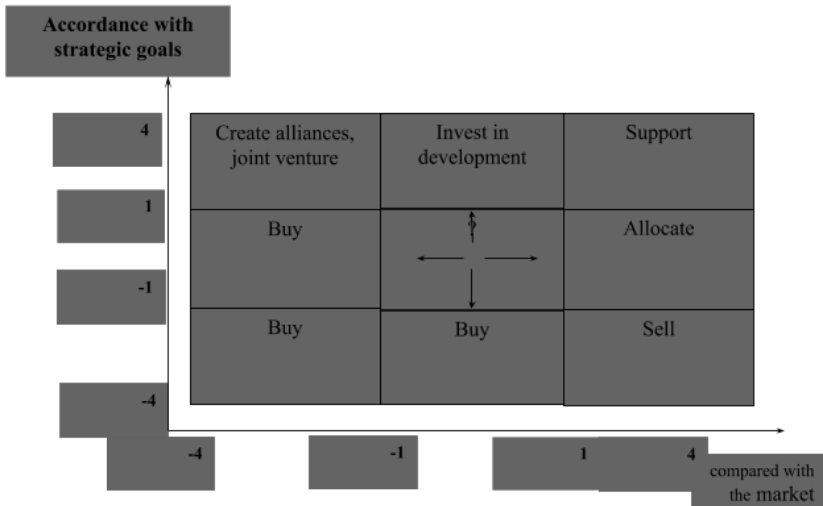 Accordance with
strategic goals
4
Create alliances,
joint venture
Invest in
development
Support
1
Buy
?
Allocate
-1
Buy
Buy
Sell
-4
-4
-1
1
4
compared with
the market